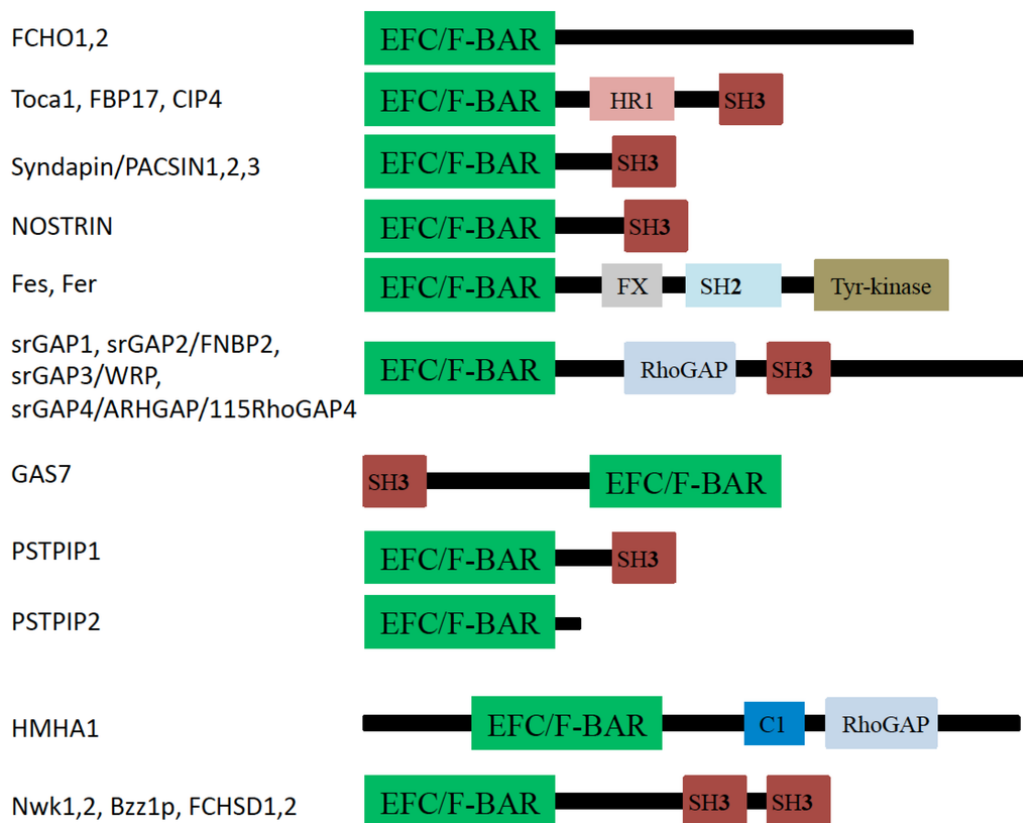 FCHO1,2
EFC/F-BAR
Toca1, FBP17, CIP4
EFC/F-BAR HR1 SH3
Syndapin/PACSIN1,2,3
EFC/F-BAR SH3
NOSTRIN
EFC/F-BAR SH3
Fes, Fer
EFC/F-BAR FX SH2 Tyr-kinase
srGAP1, srGAP2/FNBP2,
srGAP3/WRP,
srGAP4/ARHGAP/115RhoGAP4
EFC/F-BAR RhoGAP SH3
GAS7
SH3 EFC/F-BAR
PSTPIP1
EFC/F-BAR SH3
PSTPIP2
EFC/F-BAR
HMHA1
EFC/F-BAR C1 RhoGAP
Nwk1,2, Bzz1p, FCHSD1,2
EFC/F-BAR SH3 SH3